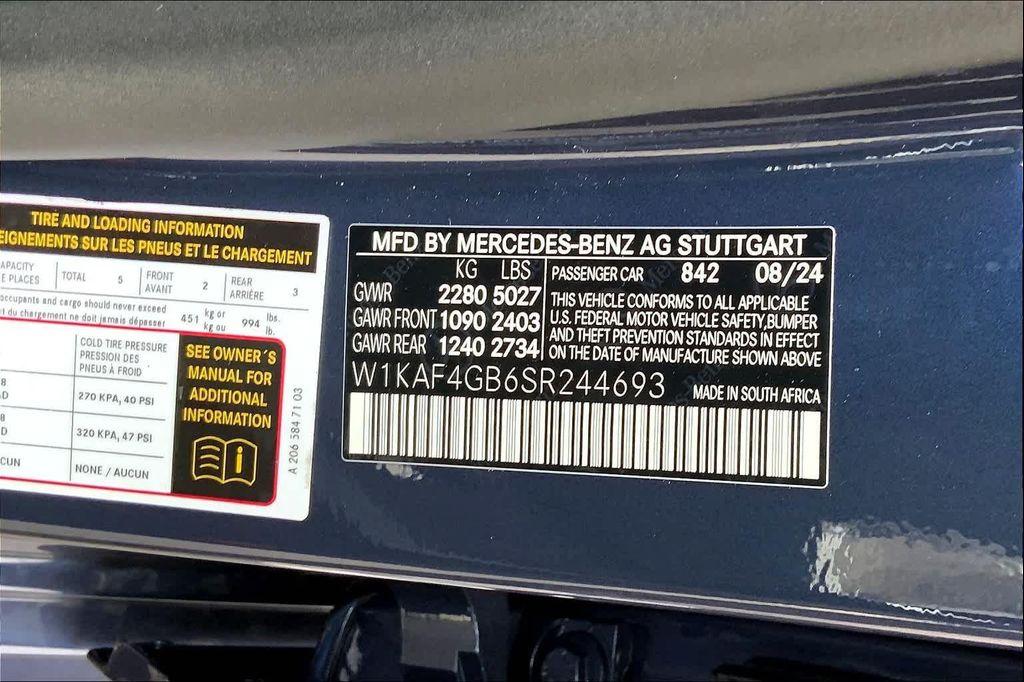 TIRE AND LOADING INFORMATION
EIGNEMENTS SUR LES PNEUS ET LE CHARGEMENT
APACITY
E PLACES
TOTAL 5
FRONT
AVANT
2
REAR
ARRIÈRE
3
occupants and cargo should never exceed
t du chargement ne doit jamais dépasser
451 kg or
kg ou
994 lbs.
lb.
COLD TIRE PRESSURE
PRESSION DES
PNEUS À FROID
8
D
270 KPA, 40 PSI
8
D
320 KPA, 47 PSI
CUN
NONE / AUCUN
SEE OWNER´S
MANUAL FOR
ADDITIONAL
INFORMATION
i
A 206 584 71 03
MFD BY MERCEDES-BENZ AG STUTTGART
KG LBS
GVWR 2280 5027
GAWR FRONT 1090 2403
GAWR REAR 1240 2734
PASSENGER CAR 842 08/24
THIS VEHICLE CONFORMS TO ALL APPLICABLE
U.S. FEDERAL MOTOR VEHICLE SAFETY,BUMPER
AND THEFT PREVENTION STANDARDS IN EFFECT
ON THE DATE OF MANUFACTURE SHOWN ABOVE
W1KAF4GB6SR244693
MADE IN SOUTH AFRICA